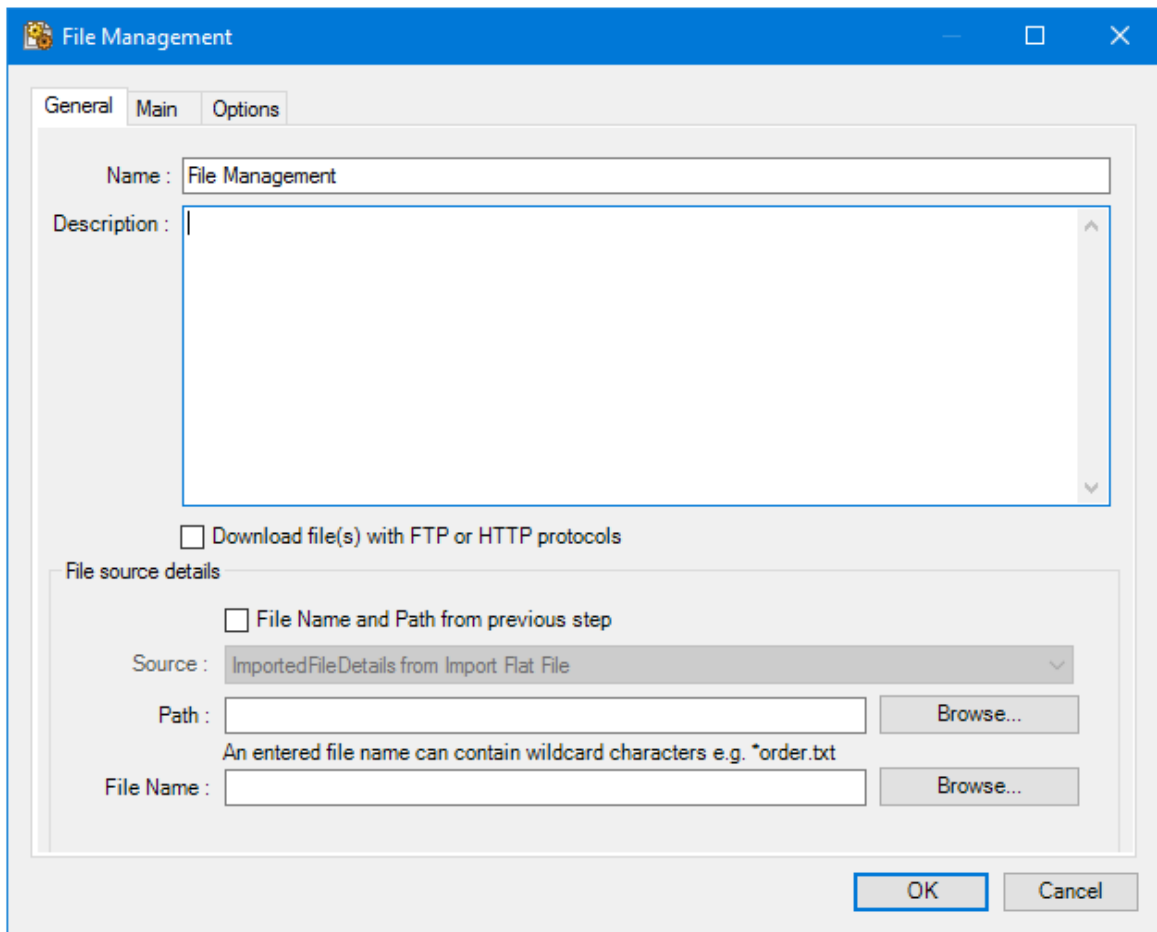 File Management
General Main Options
Name : File Management
Description :
Download file(s) with FTP or HTTP protocols
File source details
File Name and Path from previous step
Source : ImportedFileDetails from Import Flat File
Path : Browse...
An entered file name can contain wildcard characters e.g. *order.txt
File Name : Browse...
OK Cancel